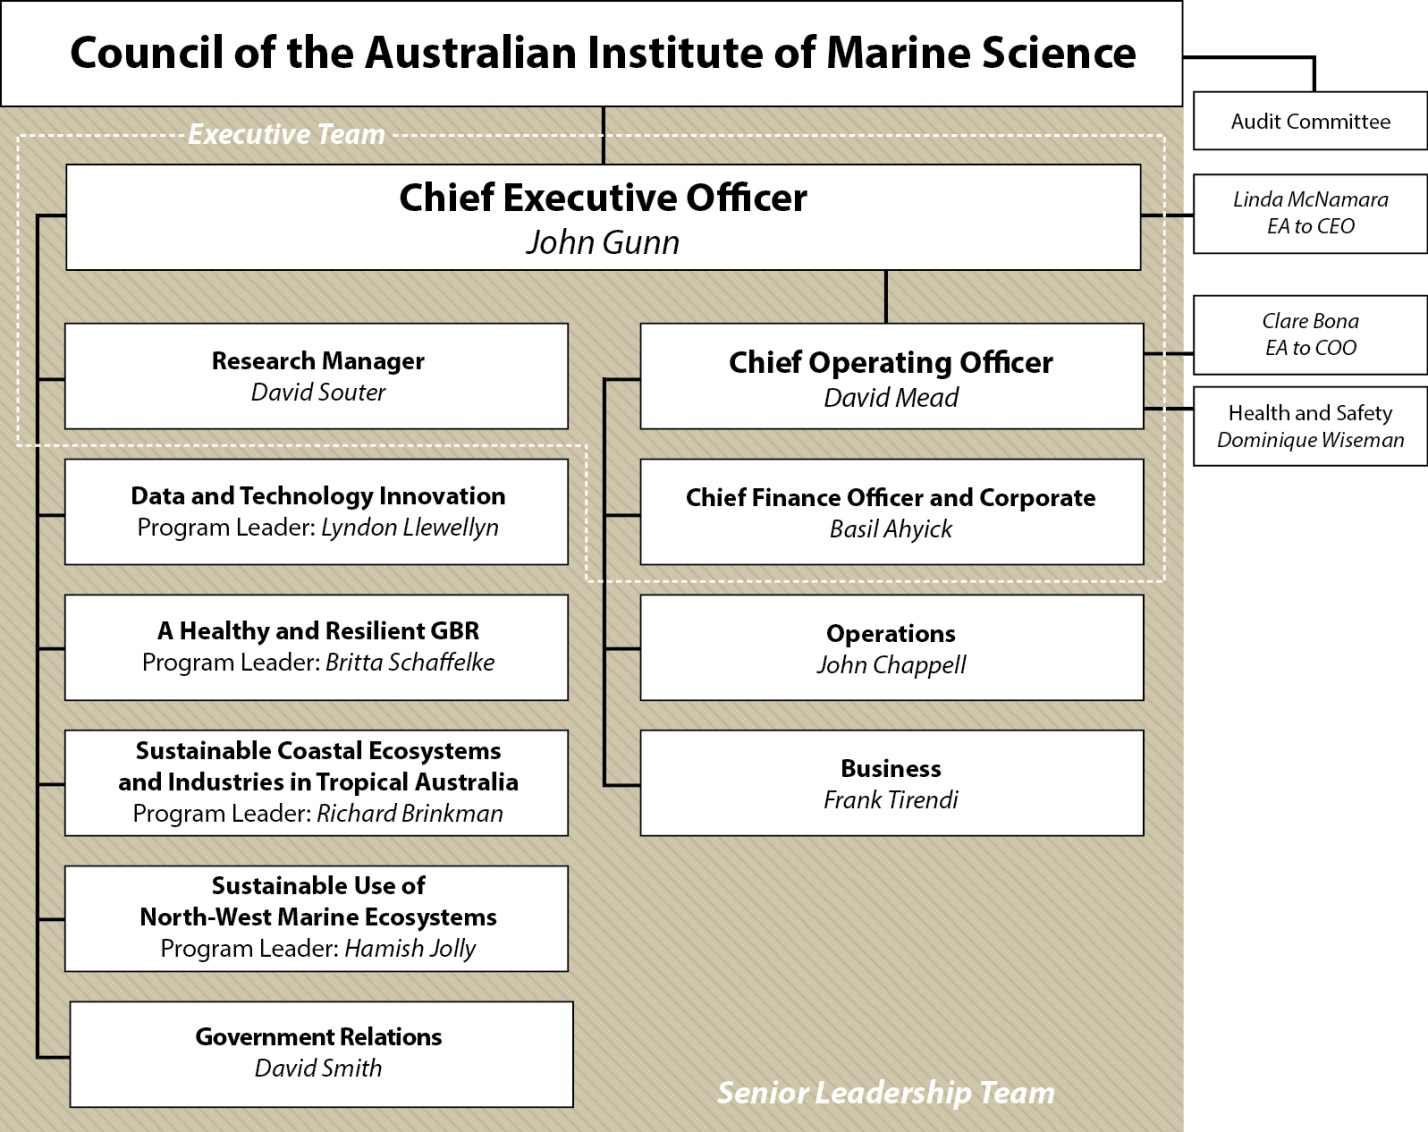 Council of the Australian Institute of Marine Science
Audit Committee
Executive Team
Chief Executive Officer
John Gunn
Linda McNamara
EA to CEO
Research Manager
David Souter
Chief Operating Officer
David Mead
Clare Bona
EA to COO
Health and Safety
Dominique Wiseman
Data and Technology Innovation
Program Leader: Lyndon Llewellyn
Chief Finance Officer and Corporate
Basil Ahyick
A Healthy and Resilient GBR
Program Leader: Britta Schaffelke
Operations
John Chappell
Sustainable Coastal Ecosystems
and Industries in Tropical Australia
Program Leader: Richard Brinkman
Business
Frank Tirendi
Sustainable Use of
North-West Marine Ecosystems
Program Leader: Hamish Jolly
Government Relations
David Smith
Senior Leadership Team